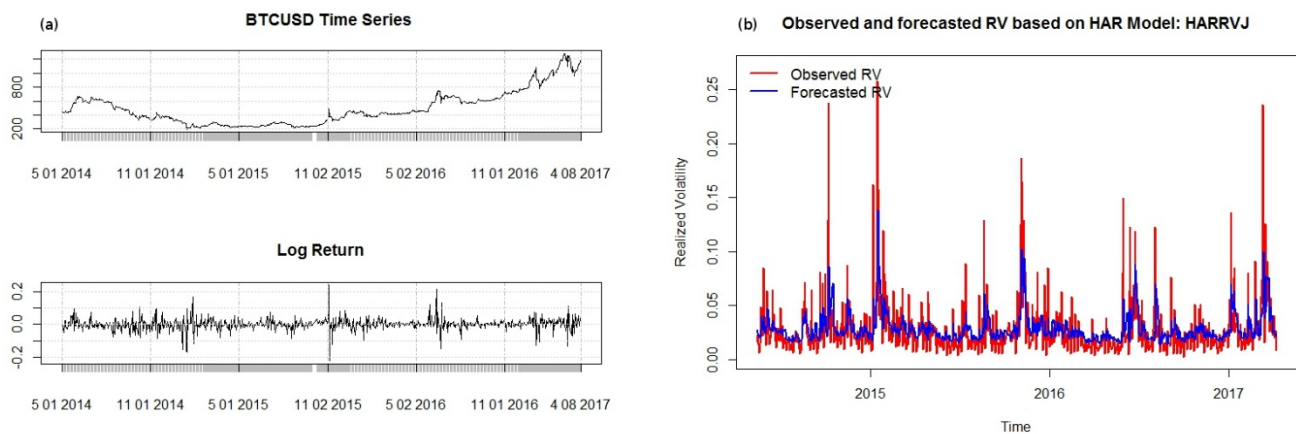 (a)
BTCUSD Time Series
200 800
5 01 2014 11 01 2014 5 01 2015 11 02 2015 5 02 2016 11 01 2016 4 08 2017
Log Return
-0.2 0.0 0.2
5 01 2014 11 01 2014 5 01 2015 11 02 2015 5 02 2016 11 01 2016 4 08 2017
(b)
Observed and forecasted RV based on HAR Model: HARRVJ
Observed RV
Forecasted RV
Realized Volatility
0.00 0.05 0.10 0.15 0.20 0.25
2015 2016 2017
Time